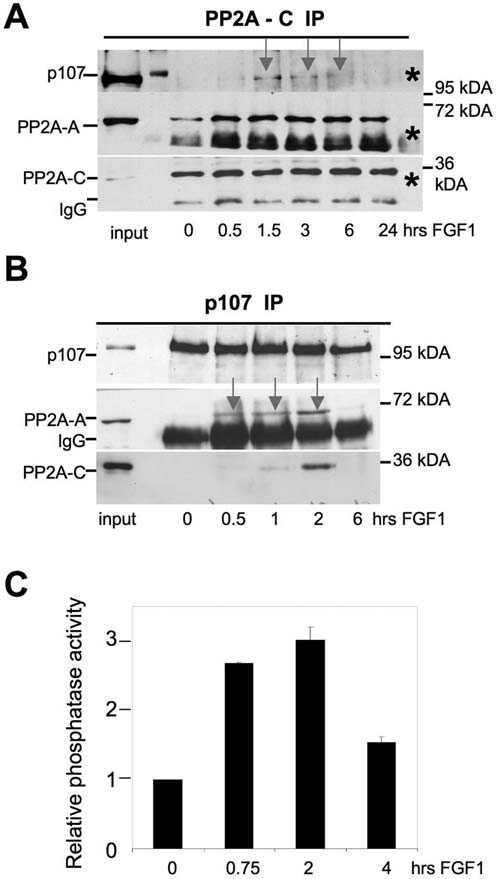 A
PP2A - C IP
p107
*
95 kDA
72 kDA
PP2A-A
*
36
kDA
PP2A-C
*
IgG
input 0 0.5 1.5 3 6 24 hrs FGF1
B
p107 IP
p107
95 kDA
72 kDA
PP2A-A
IgG
PP2A-C
36 kDA
input 0 0.5 1 2 6 hrs FGF1
C
Relative phosphatase activity
3
2
1
0
0 0.75 2 4 hrs FGF1